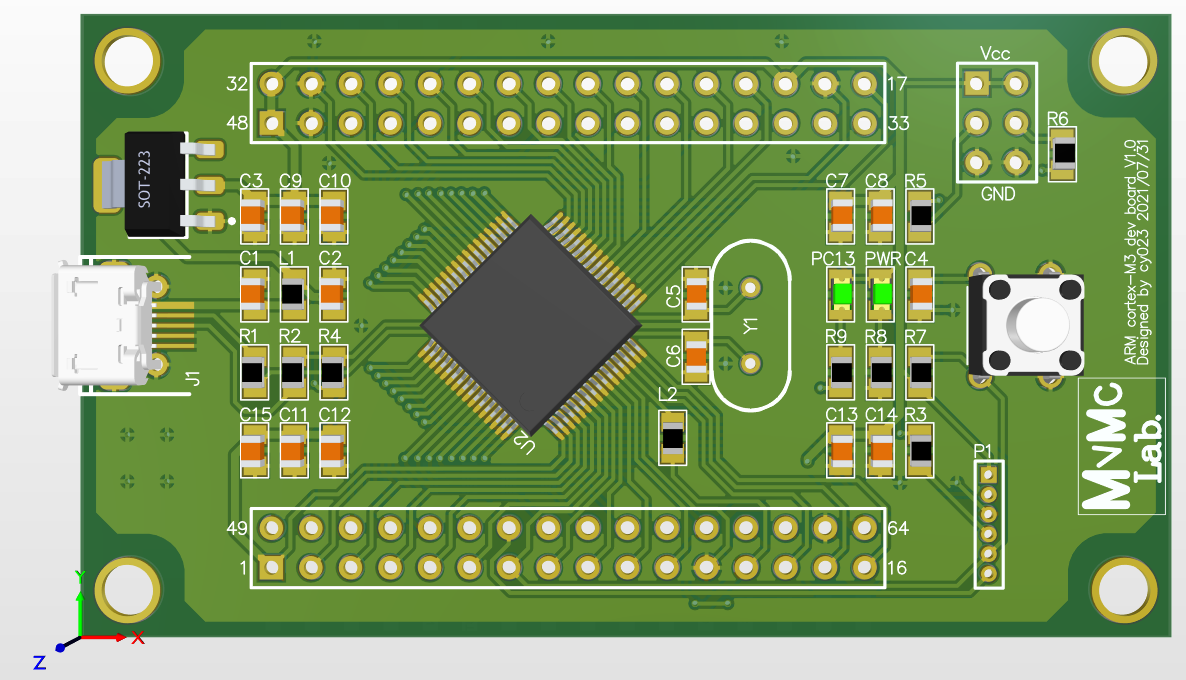 Vcc
32
17
48
33
R6
SOT-223
C3 C9 C10
C7 C8 R5
GND
ARM cortex-M3 dev board V1.0
Designed by cy023 2021/07/31
C1 L1 C2
C5
PC13 PWR C4
Y1
R1 R2 R4
C6
R9 R8 R7
J1
L2
C15 C11 C12
C13 C14 R3
U2
P1
MVMC
Lab.
49
64
1
16
Y
X
Z